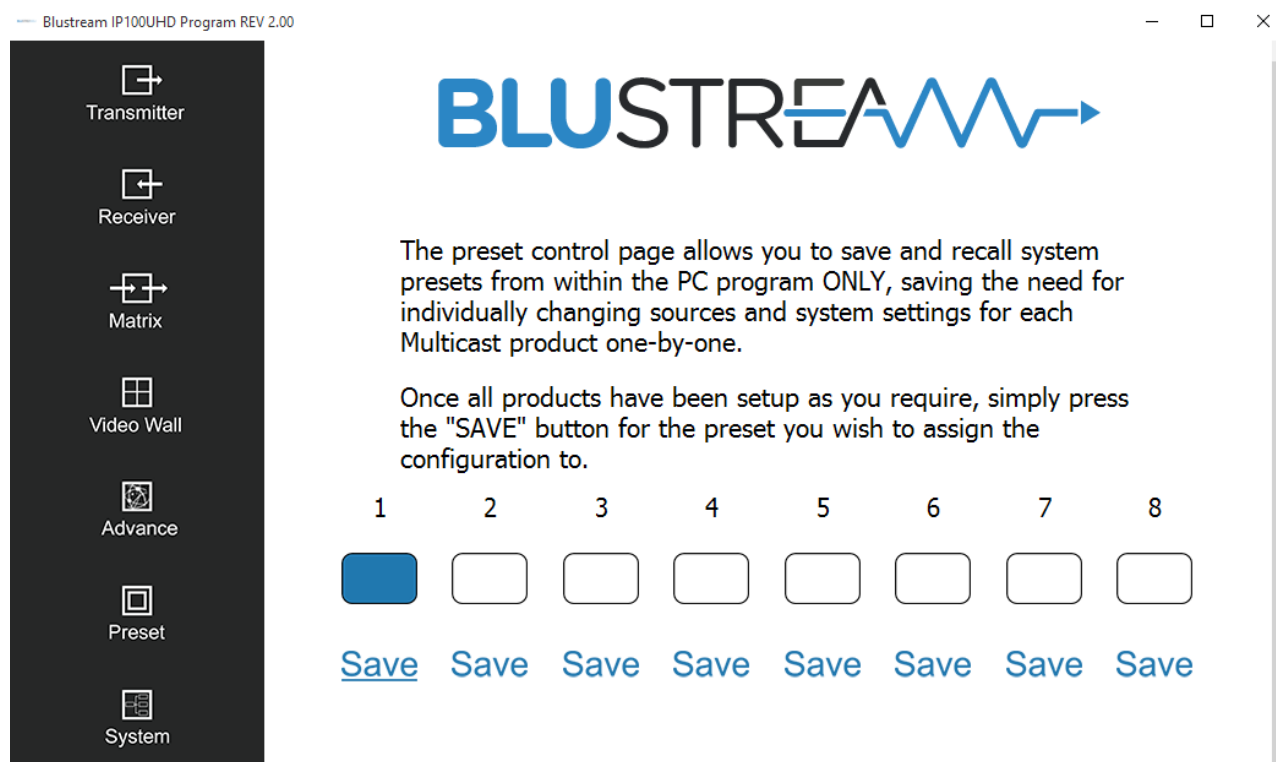 Blustream IP100UHD Program REV 2.00
Transmitter
Receiver
Matrix
Video Wall
Advance
Preset
System
BLUSTREAM
The preset control page allows you to save and recall system
presets from within the PC program ONLY, saving the need for
individually changing sources and system settings for each
Multicast product one-by-one.
Once all products have been setup as you require, simply press
the "SAVE" button for the preset you wish to assign the
configuration to.
1 2 3 4 5 6 7 8
Save Save Save Save Save Save Save Save